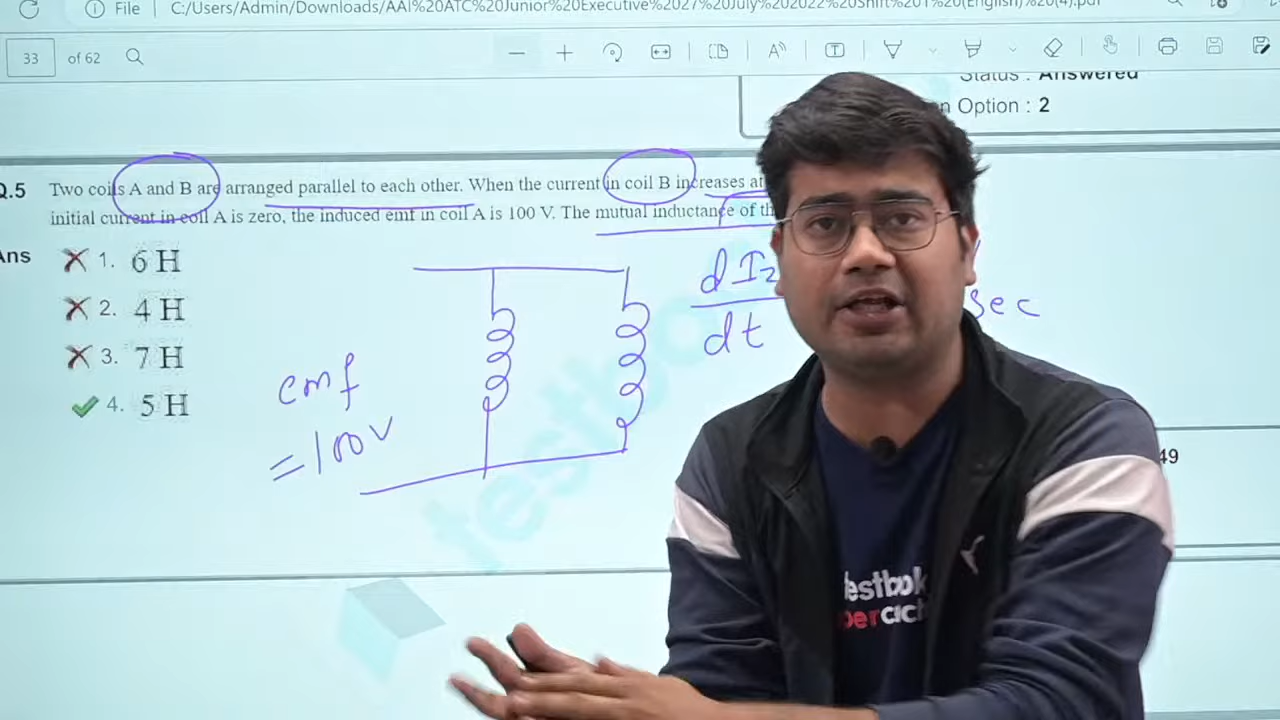 File | C:/Users/Admin/Downloads/AAI%20ATC%20Junior%20Executive%2027%20July%202022%20Shift%201%20(English)%20(4).pdf
33 of 62
Status : Answered
n Option : 2
Q.5 Two coils A and B are arranged parallel to each other. When the current in coil B increases at
initial current in coil A is zero, the induced emf in coil A is 100 V. The mutual inductance of th
Ans 1. 6 H
2. 4 H
3. 7 H
4. 5 H
dI2
dt
sec
emf
= 100V
49
testbo
testbook
percoac